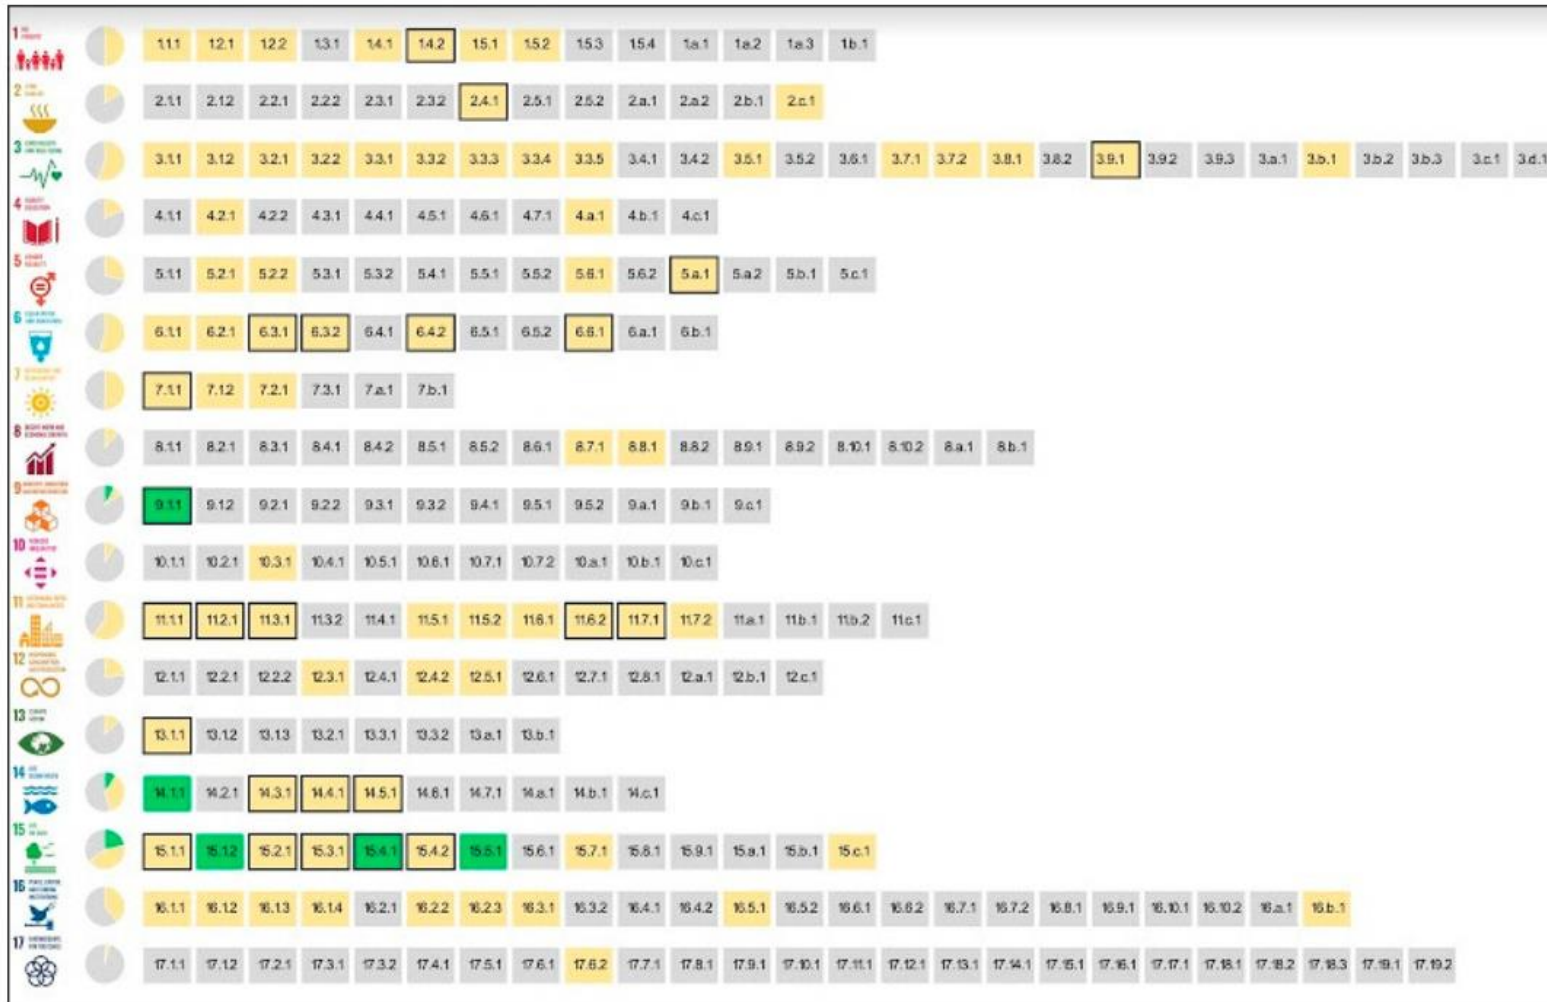 1 1.1.1 1.2.1 1.2.2 1.3.1 1.4.1 1.4.2 1.5.1 1.5.2 1.5.3 1.5.4 1.a.1 1.a.2 1.a.3 1.b.1
2 2.1.1 2.1.2 2.2.1 2.2.2 2.3.1 2.3.2 2.4.1 2.5.1 2.5.2 2.a.1 2.a.2 2.b.1 2.c.1
3 3.1.1 3.1.2 3.2.1 3.2.2 3.3.1 3.3.2 3.3.3 3.3.4 3.3.5 3.4.1 3.4.2 3.5.1 3.5.2 3.6.1 3.7.1 3.7.2 3.8.1 3.8.2 3.9.1 3.9.2 3.9.3 3.a.1 3.b.1 3.b.2 3.b.3 3.c.1 3.d.1
4 4.1.1 4.2.1 4.2.2 4.3.1 4.4.1 4.5.1 4.6.1 4.7.1 4.a.1 4.b.1 4.c.1
5 5.1.1 5.2.1 5.2.2 5.3.1 5.3.2 5.4.1 5.5.1 5.5.2 5.6.1 5.6.2 5.a.1 5.a.2 5.b.1 5.c.1
6 6.1.1 6.2.1 6.3.1 6.3.2 6.4.1 6.4.2 6.5.1 6.5.2 6.6.1 6.a.1 6.b.1
7 7.1.1 7.1.2 7.2.1 7.3.1 7.a.1 7.b.1
8 DECENT WORK AND ECONOMIC GROWTH 8.1.1 8.2.1 8.3.1 8.4.1 8.4.2 8.5.1 8.5.2 8.6.1 8.7.1 8.8.1 8.8.2 8.9.1 8.9.2 8.10.1 8.10.2 8.a.1 8.b.1
9 9.1.1 9.1.2 9.2.1 9.2.2 9.3.1 9.3.2 9.4.1 9.5.1 9.5.2 9.a.1 9.b.1 9.c.1
10 10.1.1 10.2.1 10.3.1 10.4.1 10.5.1 10.6.1 10.7.1 10.7.2 10.a.1 10.b.1 10.c.1
11 11.1.1 11.2.1 11.3.1 11.3.2 11.4.1 11.5.1 11.5.2 11.6.1 11.6.2 11.7.1 11.7.2 11.a.1 11.b.1 11.b.2 11.c.1
12 12.1.1 12.2.1 12.2.2 12.3.1 12.4.1 12.4.2 12.5.1 12.6.1 12.7.1 12.8.1 12.a.1 12.b.1 12.c.1
13 13.1.1 13.1.2 13.1.3 13.2.1 13.3.1 13.3.2 13.a.1 13.b.1
14 14.1.1 14.2.1 14.3.1 14.4.1 14.5.1 14.6.1 14.7.1 14.a.1 14.b.1 14.c.1
15 15.1.1 15.1.2 15.2.1 15.3.1 15.4.1 15.4.2 15.5.1 15.6.1 15.7.1 15.8.1 15.9.1 15.a.1 15.b.1 15.c.1
16 16.1.1 16.1.2 16.1.3 16.1.4 16.2.1 16.2.2 16.2.3 16.3.1 16.3.2 16.4.1 16.4.2 16.5.1 16.5.2 16.6.1 16.6.2 16.7.1 16.7.2 16.8.1 16.9.1 16.10.1 16.10.2 16.a.1 16.b.1
17 17.1.1 17.1.2 17.2.1 17.3.1 17.3.2 17.4.1 17.5.1 17.6.1 17.6.2 17.7.1 17.8.1 17.9.1 17.10.1 17.11.1 17.12.1 17.13.1 17.14.1 17.15.1 17.16.1 17.17.1 17.18.1 17.18.2 17.18.3 17.19.1 17.19.2